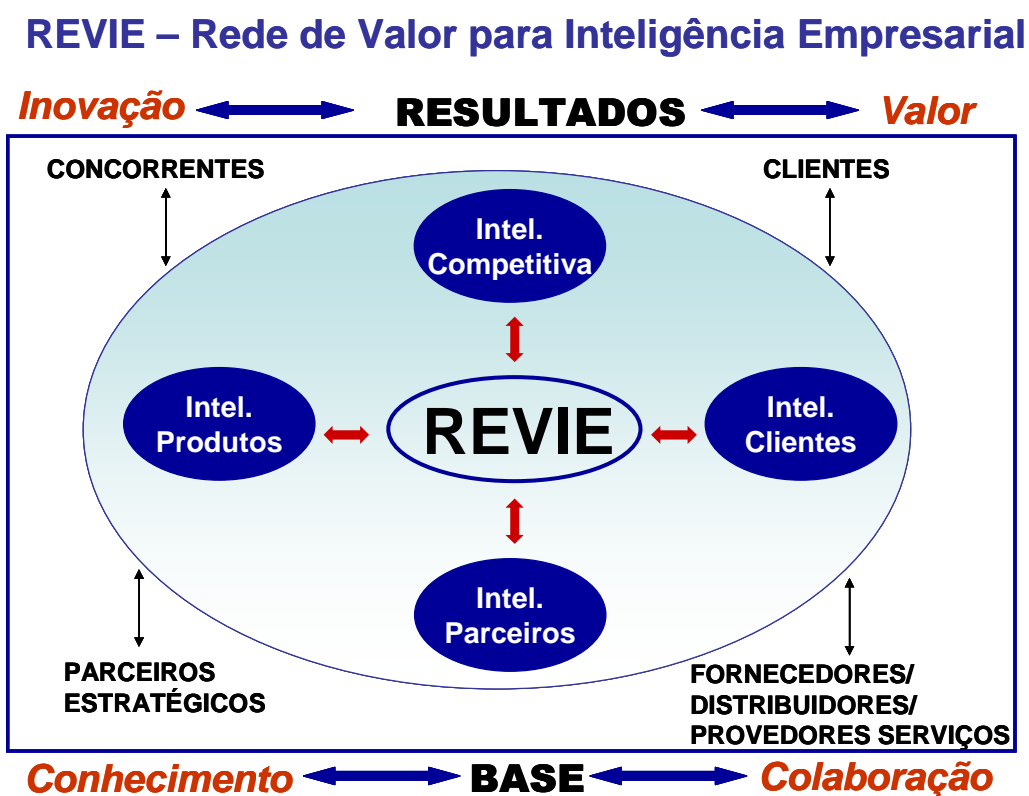 REVIE – Rede de Valor para Inteligência Empresarial
Inovação RESULTADOS Valor
CONCORRENTES CLIENTES
Intel.
Competitiva
Intel.
Produtos
REVIE
Intel.
Clientes
Intel.
Parceiros
PARCEIROS
ESTRATÉGICOS
FORNECEDORES/
DISTRIBUIDORES/
PROVEDORES SERVIÇOS
Conhecimento BASE Colaboração